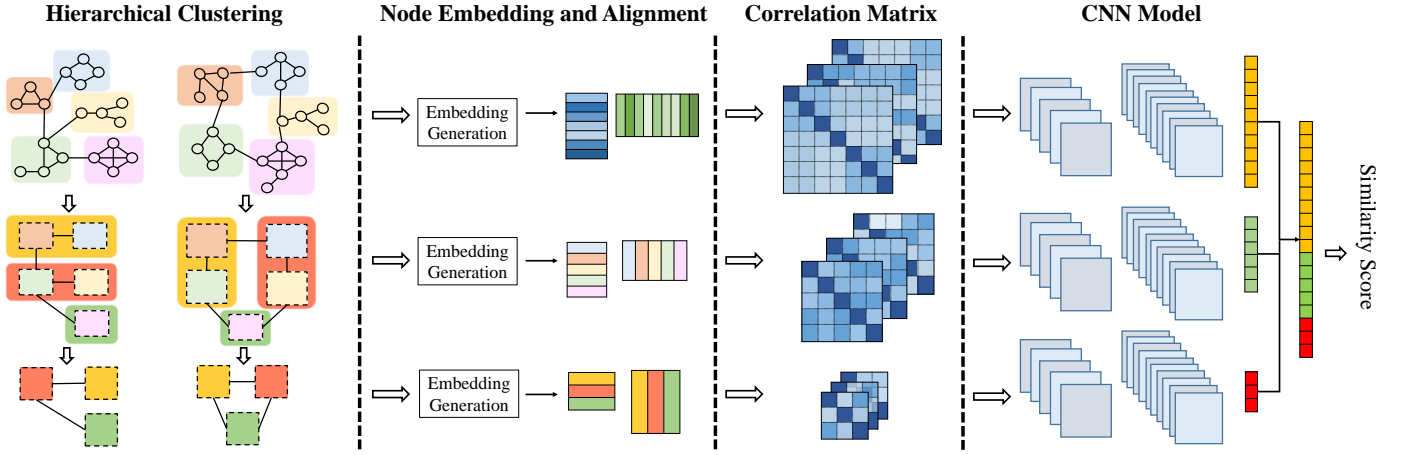 Hierarchical Clustering
Node Embedding and Alignment
Correlation Matrix
CNN Model
Embedding
Generation
Embedding
Generation
Embedding
Generation
Similarity Score